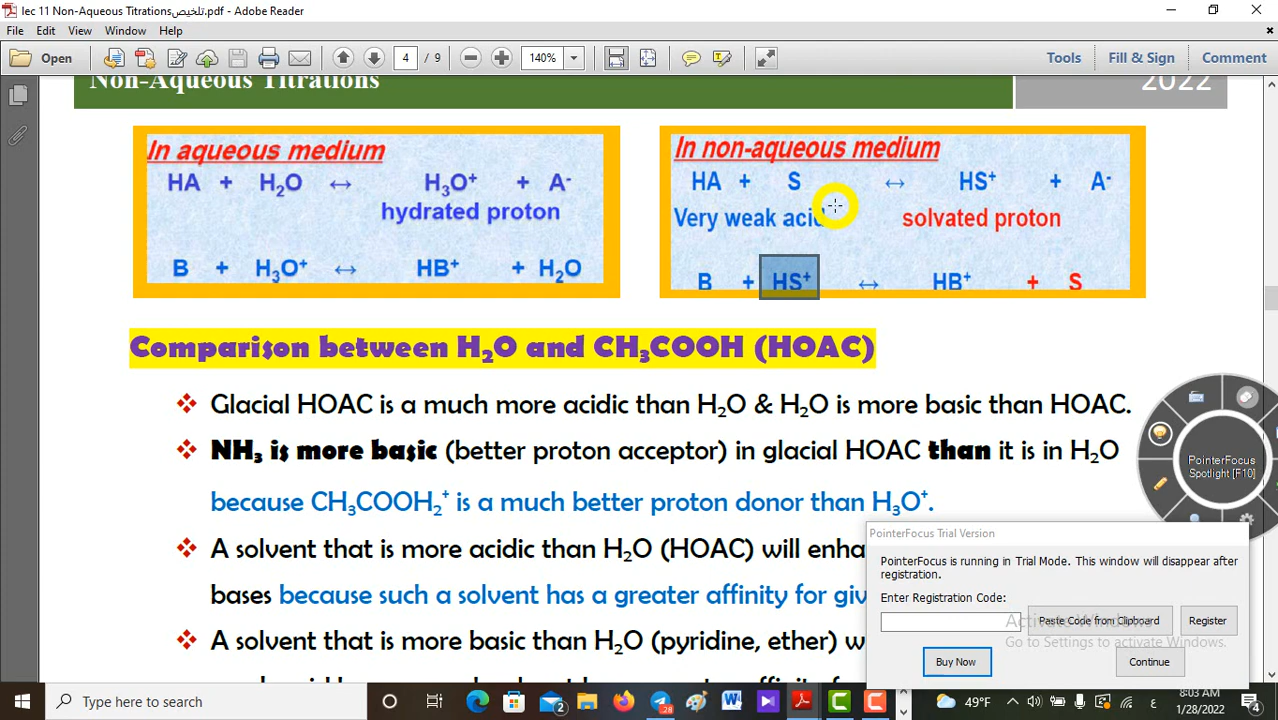 lec 11 Non-Aqueous Titrationsتلخيص.pdf - Adobe Reader
File Edit View Window Help
Open 4 / 9 140% Tools Fill & Sign Comment
Non-Aqueous Titrations 2022
In aqueous medium
HA + H₂O ↔ H₃O⁺ + A⁻
hydrated proton
B + H₃O⁺ ↔ HB⁺ + H₂O
In non-aqueous medium
HA + S ↔ HS⁺ + A⁻
Very weak acid solvated proton
B + HS⁺ ↔ HB⁺ + S
Comparison between H₂O and CH₃COOH (HOAC)
❖ Glacial HOAC is a much more acidic than H₂O & H₂O is more basic than HOAC.
❖ NH₃ is more basic (better proton acceptor) in glacial HOAC than it is in H₂O
because CH₃COOH₂⁺ is a much better proton donor than H₃O⁺.
❖ A solvent that is more acidic than H₂O (HOAC) will enha
bases because such a solvent has a greater affinity for giv
❖ A solvent that is more basic than H₂O (pyridine, ether) w
PointerFocus
Spotlight [F10]
PointerFocus Trial Version
PointerFocus is running in Trial Mode. This window will disappear after
registration.
Enter Registration Code:
Paste Code from Clipboard Register
Buy Now Continue
Activate Windows
Go to Settings to activate Windows.
Type here to search
2
28
49°F
ع
8:03 AM
1/28/2022
4